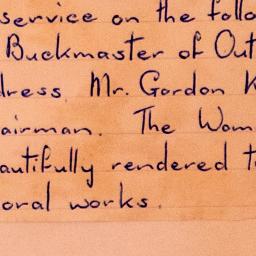 service on the follo
Buckmaster of Out
dress Mr. Gordon K
airman. The Wom
autifully rendered t
oral works.